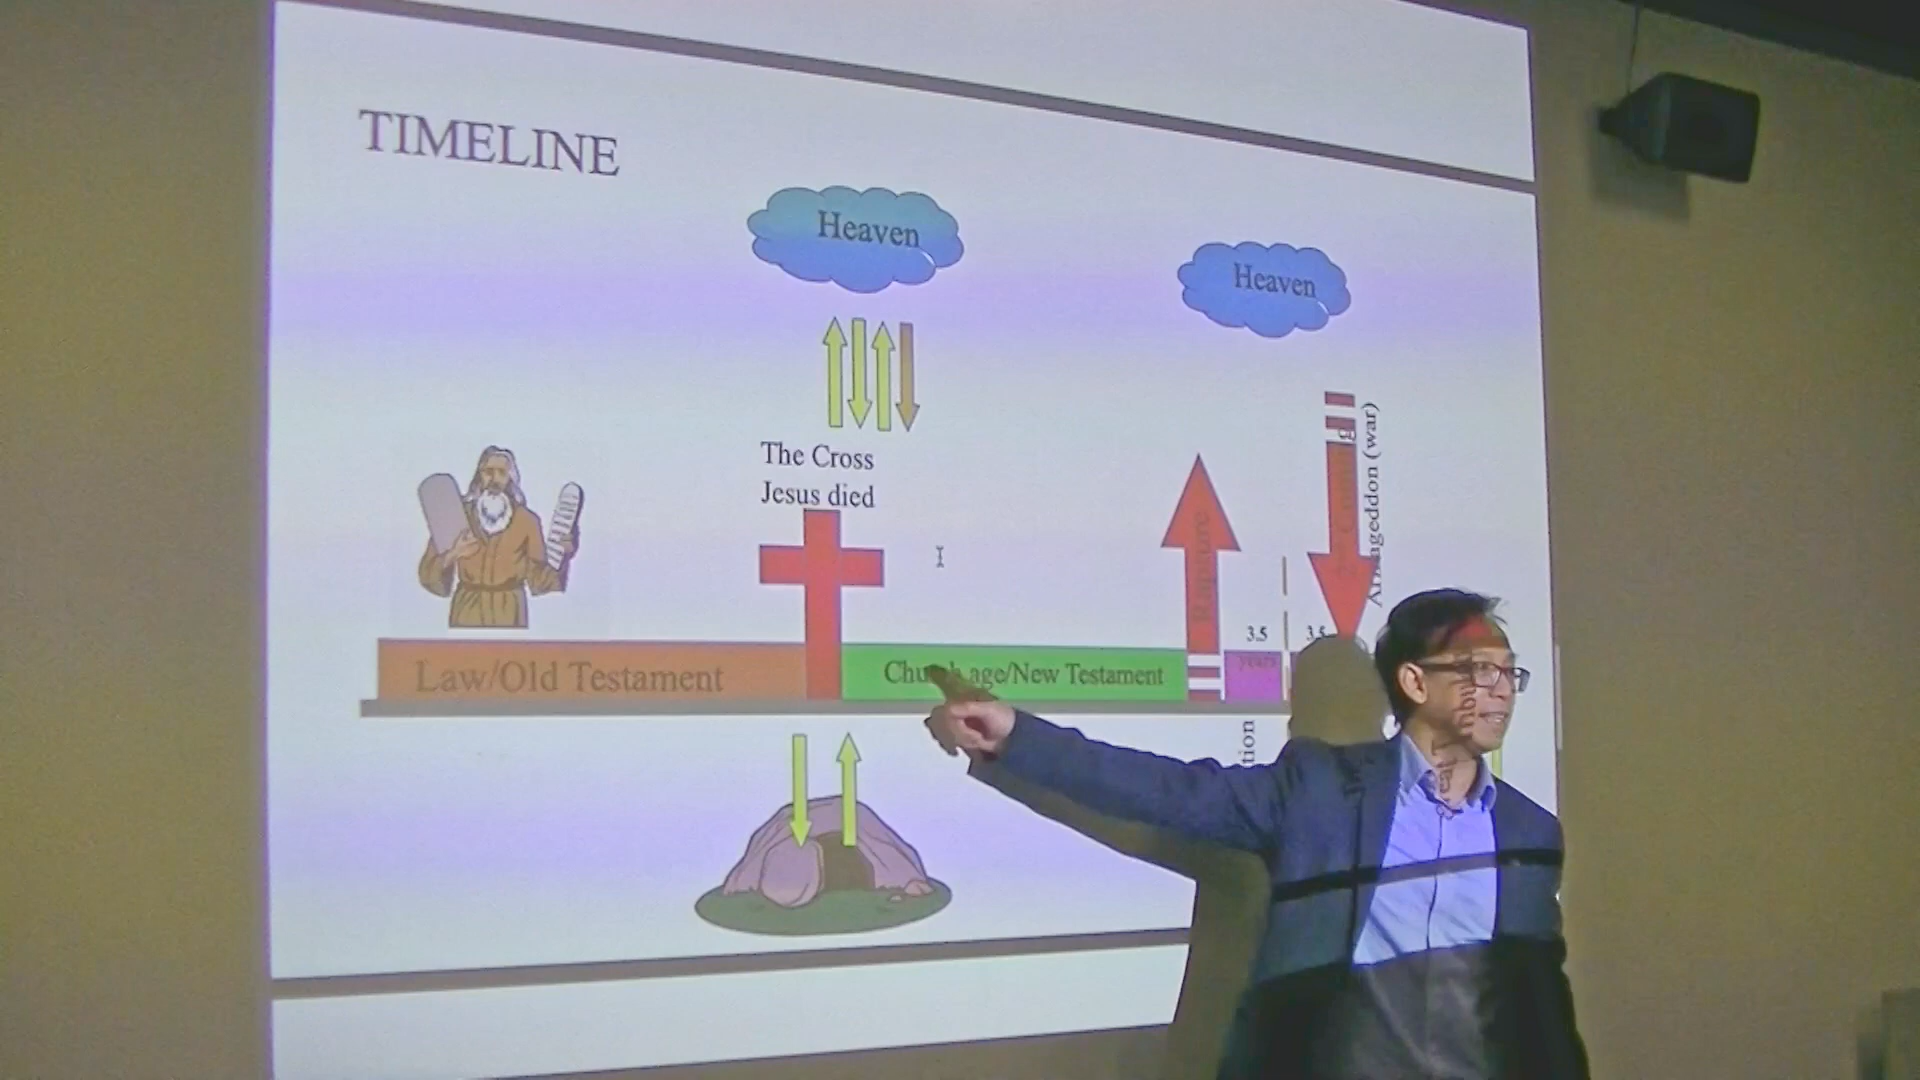 TIMELINE
Heaven
Heaven
The Cross
Jesus died
Rapture
Armageddon (war)
3.5
3.5
years
Law/Old Testament
Church age/New Testament